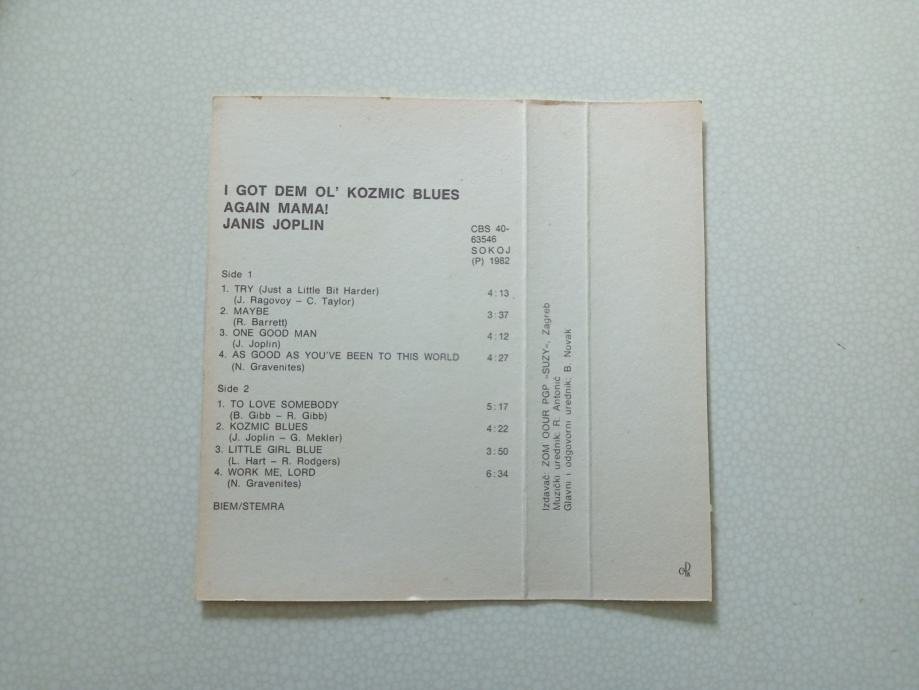 I GOT DEM OL' KOZMIC BLUES
AGAIN MAMA!
JANIS JOPLIN
CBS 40-
63546
SOKOJ
(P) 1982
Side 1
1. TRY (Just a Little Bit Harder) 4:13
(J. Ragovoy – C. Taylor)
2. MAYBE 3:37
(R. Barrett)
3. ONE GOOD MAN 4:12
(J. Joplin)
4. AS GOOD AS YOU'VE BEEN TO THIS WORLD 4:27
(N. Gravenites)
Side 2
1. TO LOVE SOMEBODY 5:17
(B. Gibb – R. Gibb)
2. KOZMIC BLUES 4:22
(J. Joplin – G. Mekler)
3. LITTLE GIRL BLUE 3:50
(L. Hart – R. Rodgers)
4. WORK ME, LORD 6:34
(N. Gravenites)
BIEM/STEMRA
Izdavač: ZOM OOUR PGP »SUZY«, Zagreb
Muzički urednik: R. Antonić
Glavni i odgovorni urednik: B. Novak